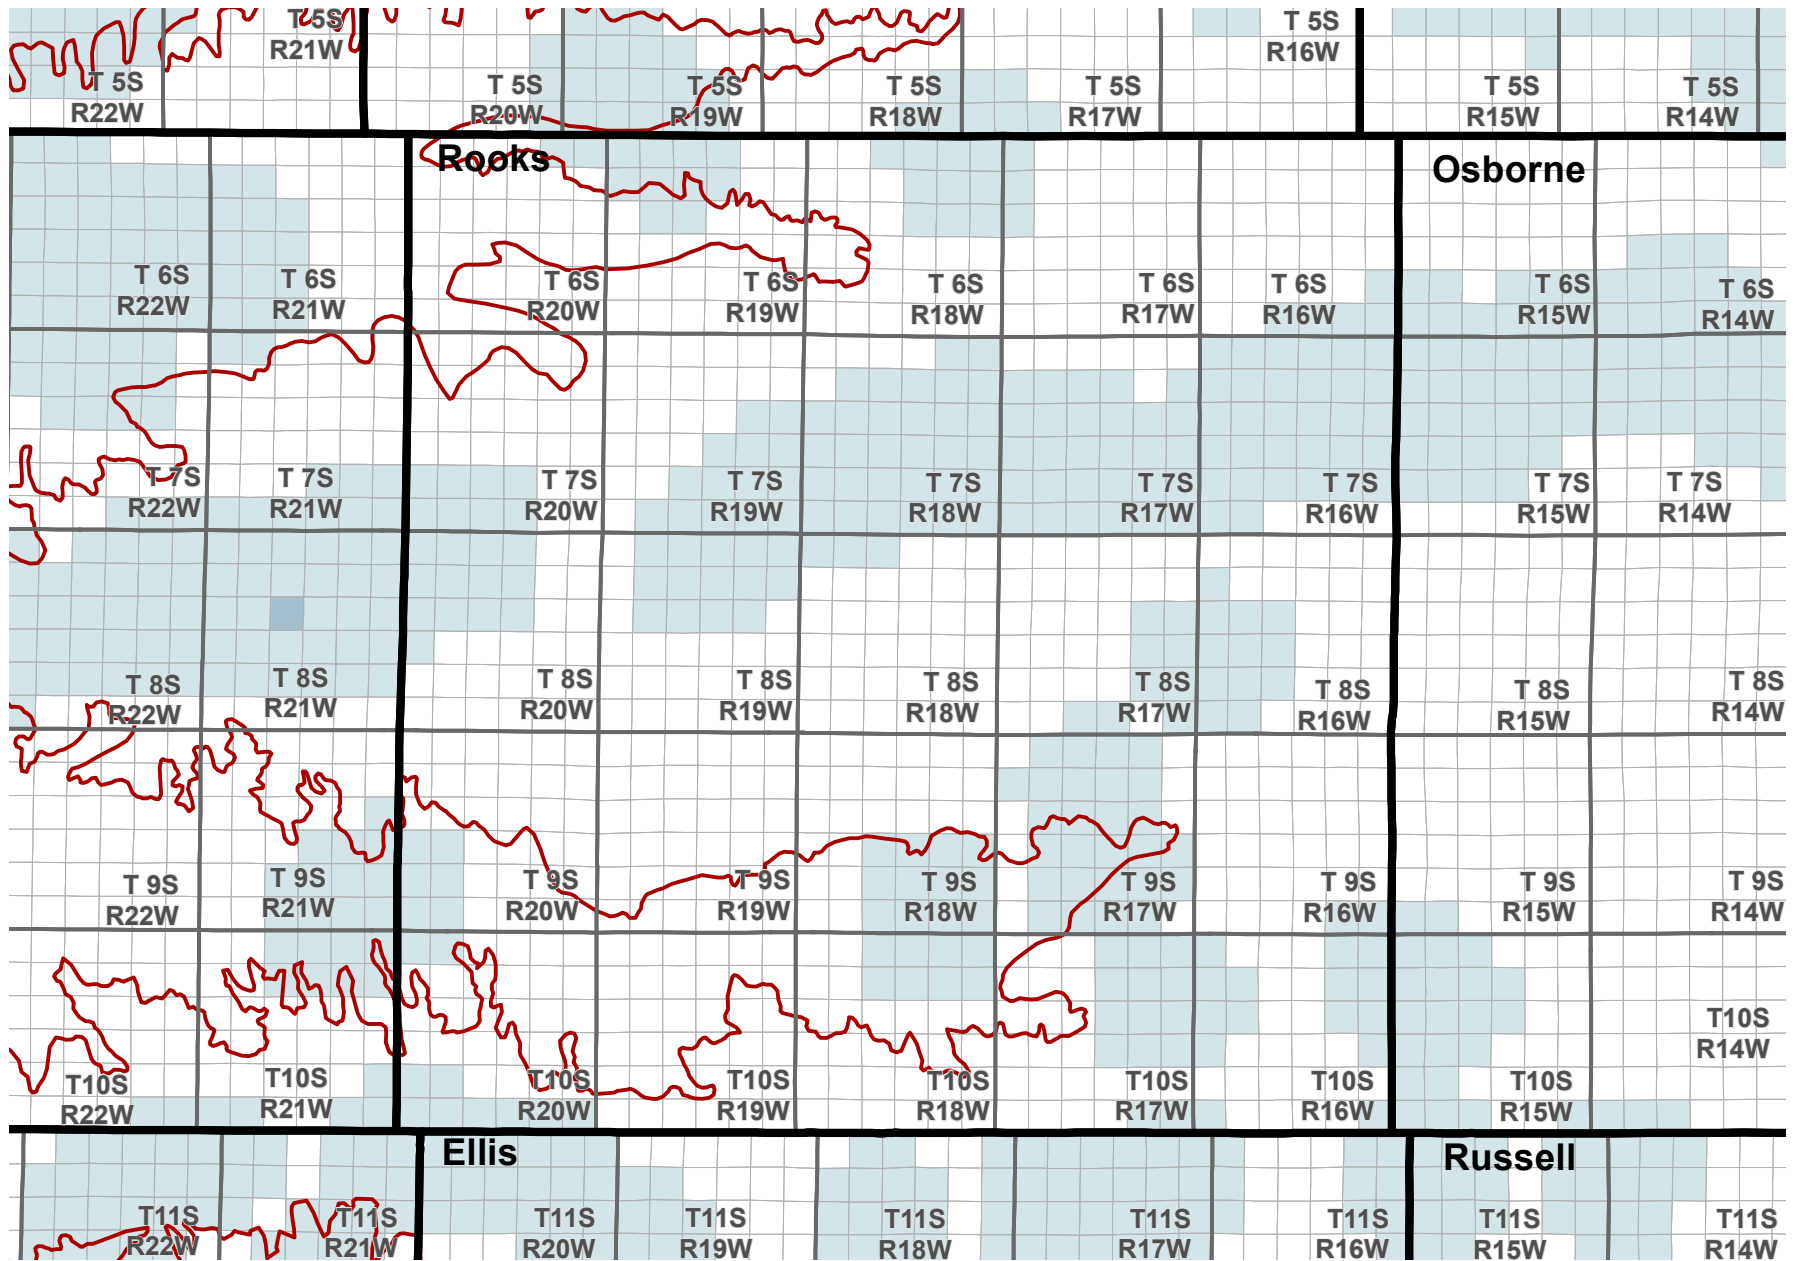 T 5S
R21W
T 5S
R16W
T 5S
R22W
T 5S
R20W
T 5S
R19W
T 5S
R18W
T 5S
R17W
T 5S
R15W
T 5S
R14W
Rooks
Osborne
T 6S
R22W
T 6S
R21W
T 6S
R20W
T 6S
R19W
T 6S
R18W
T 6S
R17W
T 6S
R16W
T 6S
R15W
T 6S
R14W
T 7S
R22W
T 7S
R21W
T 7S
R20W
T 7S
R19W
T 7S
R18W
T 7S
R17W
T 7S
R16W
T 7S
R15W
T 7S
R14W
T 8S
R22W
T 8S
R21W
T 8S
R20W
T 8S
R19W
T 8S
R18W
T 8S
R17W
T 8S
R16W
T 8S
R15W
T 8S
R14W
T 9S
R22W
T 9S
R21W
T 9S
R20W
T 9S
R19W
T 9S
R18W
T 9S
R17W
T 9S
R16W
T 9S
R15W
T 9S
R14W
T10S
R22W
T10S
R21W
T10S
R20W
T10S
R19W
T10S
R18W
T10S
R17W
T10S
R16W
T10S
R15W
T10S
R14W
Ellis
Russell
T11S
R22W
T11S
R21W
T11S
R20W
T11S
R19W
T11S
R18W
T11S
R17W
T11S
R16W
T11S
R15W
T11S
R14W